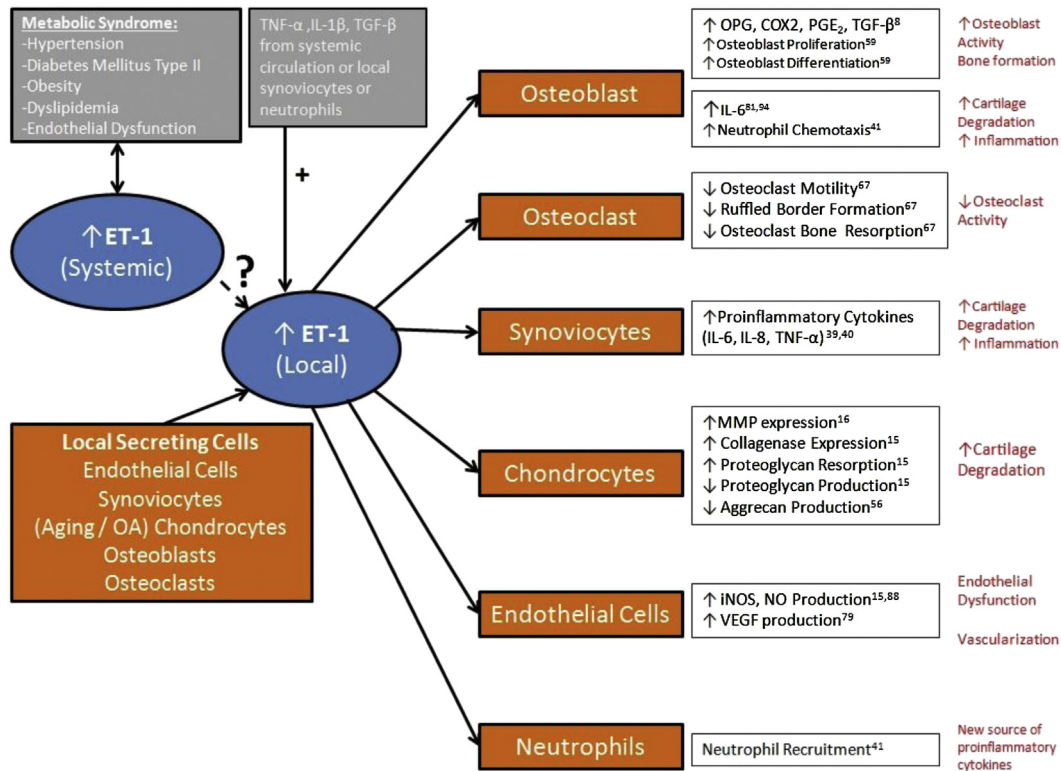 Metabolic Syndrome:
-Hypertension
-Diabetes Mellitus Type II
-Obesity
-Dyslipidemia
-Endothelial Dysfunction
TNF-α ,IL-1β, TGF-β
from systemic
circulation or local
synoviocytes or
neutrophils
+
↑ET-1
(Systemic)
?
↑ ET-1
(Local)
Local Secreting Cells
Endothelial Cells
Synoviocytes
(Aging / OA) Chondrocytes
Osteoblasts
Osteoclasts
Osteoblast
↑ OPG, COX2, PGE₂, TGF-β⁸
↑ Osteoblast Proliferation⁵⁹
↑ Osteoblast Differentiation⁵⁹
↑ Osteoblast
Activity
Bone formation
↑IL-6⁸¹,⁹⁴
↑ Neutrophil Chemotaxis⁴¹
↑ Cartilage
Degradation
↑ Inflammation
Osteoclast
↓ Osteoclast Motility⁶⁷
↓ Ruffled Border Formation⁶⁷
↓ Osteoclast Bone Resorption⁶⁷
↓ Osteoclast
Activity
Synoviocytes
↑Proinflammatory Cytokines
(IL-6, IL-8, TNF-α)³⁹,⁴⁰
↑ Cartilage
Degradation
↑ Inflammation
Chondrocytes
↑MMP expression¹⁶
↑ Collagenase Expression¹⁵
↑ Proteoglycan Resorption¹⁵
↓ Proteoglycan Production¹⁵
↓ Aggrecan Production⁵⁶
↑Cartilage
Degradation
Endothelial Cells
↑ iNOS, NO Production¹⁵,⁸⁸
↑ VEGF production⁷⁹
Endothelial
Dysfunction
Vascularization
Neutrophils
Neutrophil Recruitment⁴¹
New source of
proinflammatory
cytokines